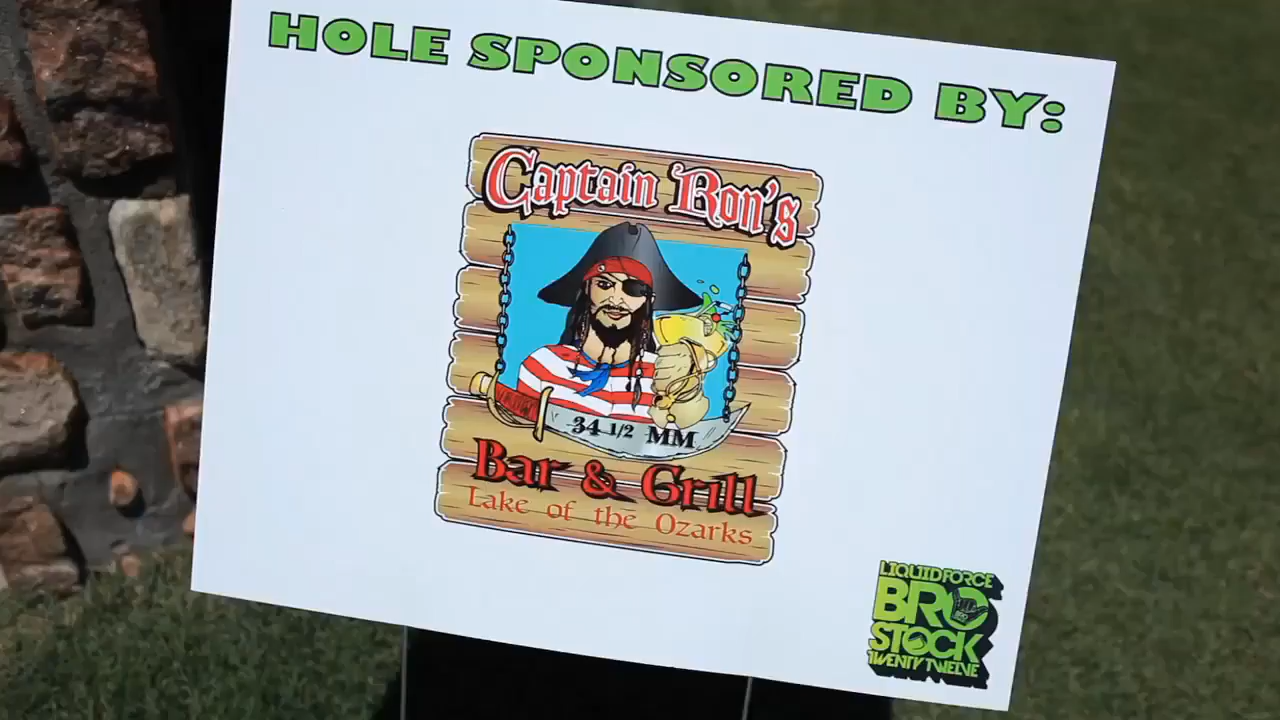 HOLE SPONSORED BY:
Captain Ron's
34 1/2 MM
Bar & Grill
Lake of the Ozarks
LIQUIDFORCE
BRO
STOCK
TWENTY TWELVE